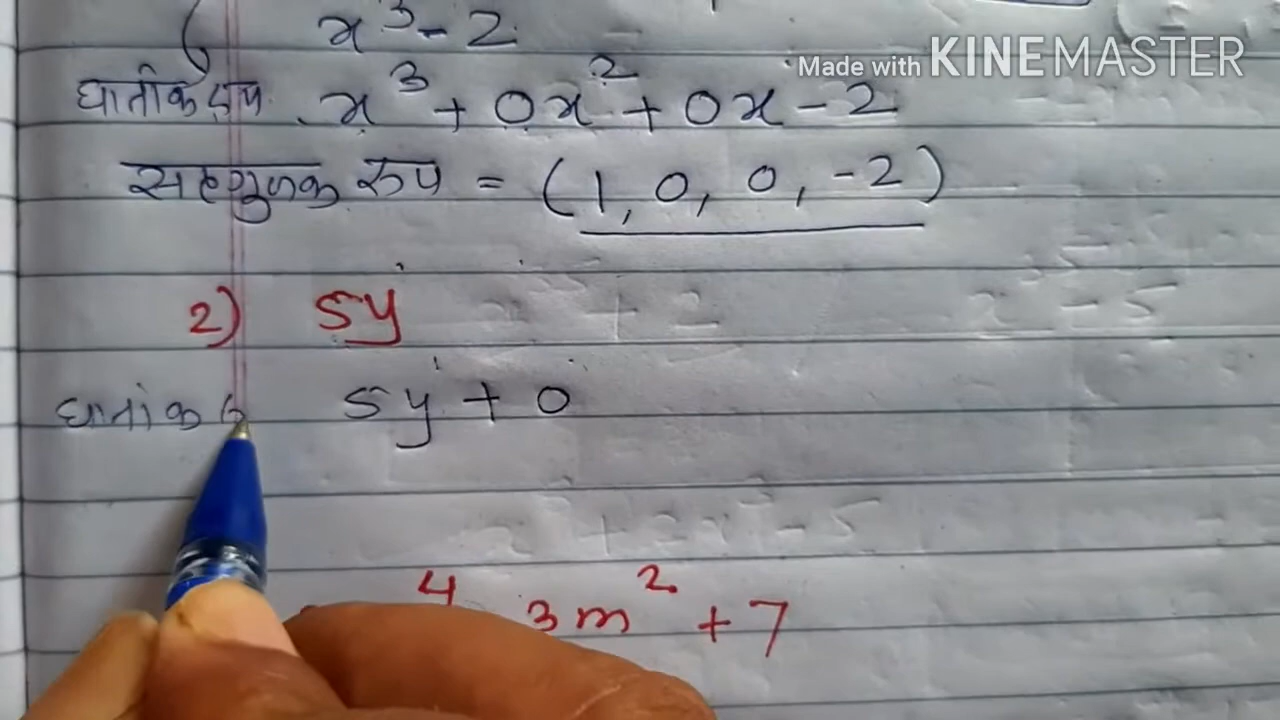 x³ - 2
Made with KINEMASTER
घातांक रूप x³ + 0x² + 0x - 2
सहगुणक रूप = (1, 0, 0, -2)
2) 5y
घातांक 5y + 0
4 3m² + 7